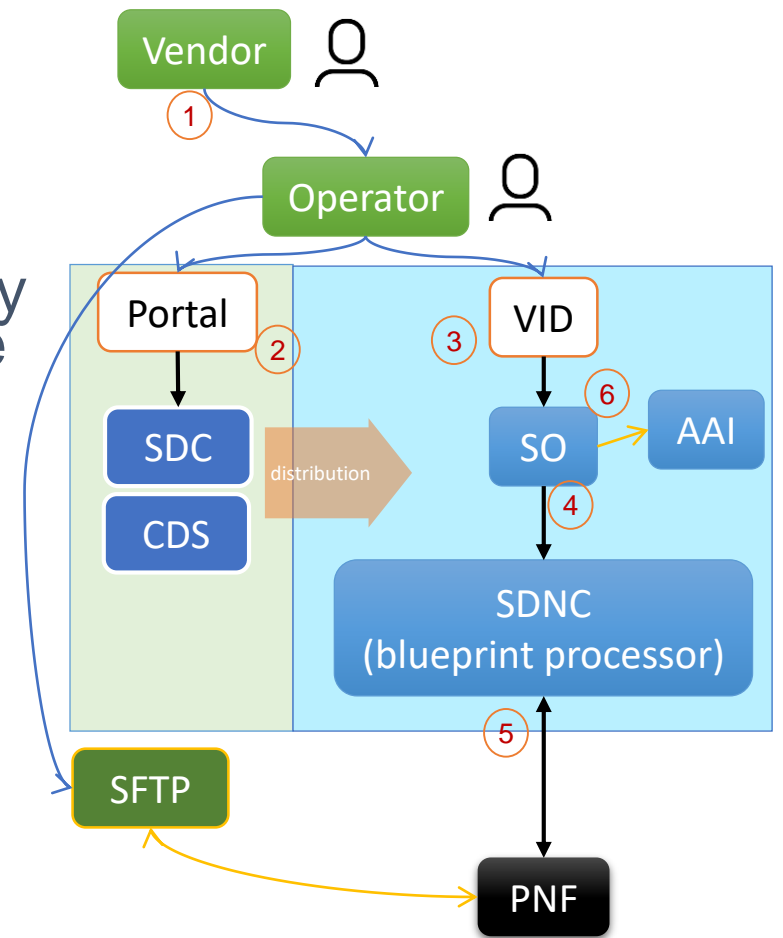 Vendor
1
Operator
y
e
Portal
2
3
VID
6
SDC
distribution
SO
AAI
4
CDS
SDNC
(blueprint processor)
5
SFTP
PNF